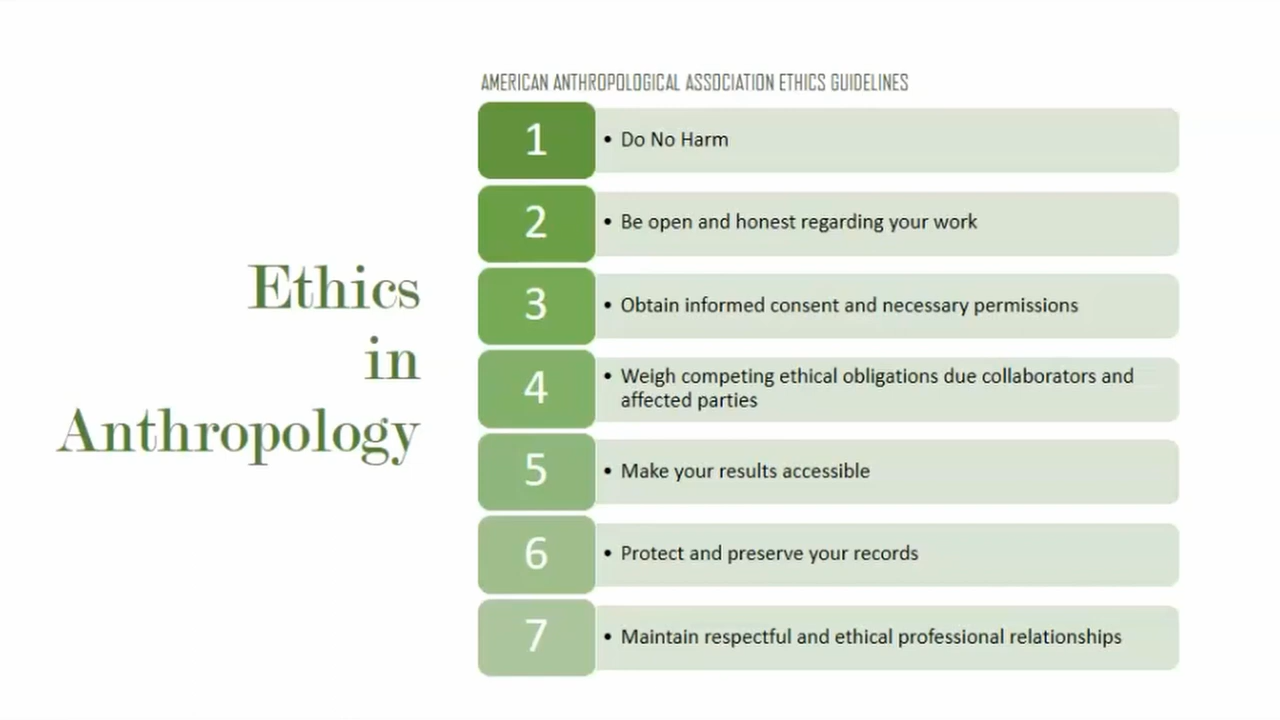 Ethics
in
Anthropology
AMERICAN ANTHROPOLOGICAL ASSOCIATION ETHICS GUIDELINES
1 • Do No Harm
2 • Be open and honest regarding your work
3 • Obtain informed consent and necessary permissions
4 • Weigh competing ethical obligations due collaborators and
affected parties
5 • Make your results accessible
6 • Protect and preserve your records
7 • Maintain respectful and ethical professional relationships